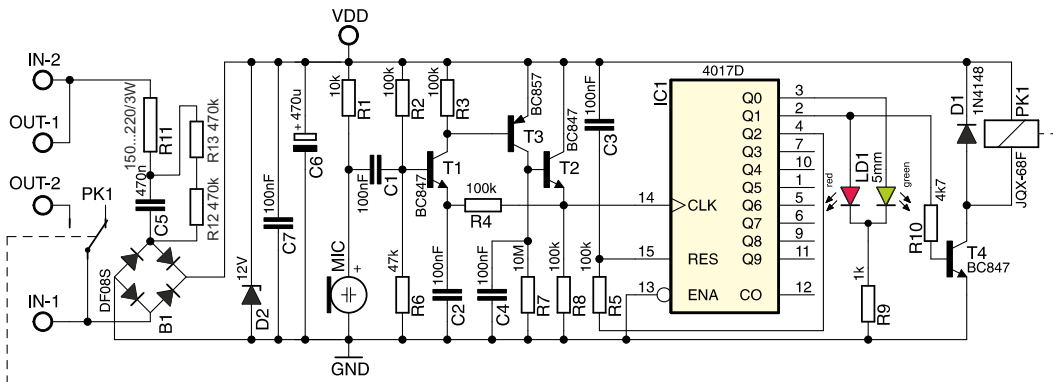 VDD
IN-2
OUT-1
OUT-2
IN-1
PK1
150...220/3W
R11
470n
C5
R13 470k
R12 470k
DF08S
B1
12V
D2
100nF
C7
+ 470u
C6
10k
R1
MIC
+
GND
100nF
C1
100k
R2
47k
R6
100k
R3
T1
BC847
100k
R4
100nF
C2
100nF
C4
BC857
T3
BC847
T2
10M
R7
100k
R8
100nF
C3
100k
R5
IC1
4017D
14 CLK
15 RES
13 ENA
Q0 3
Q1 2
Q2 4
Q3 7
Q4 10
Q5 1
Q6 5
Q7 6
Q8 9
Q9 11
CO 12
red
LD1
5mm
green
1k
R9
4k7
R10
D1
1N4148
T4
BC847
PK1
JQX-68F